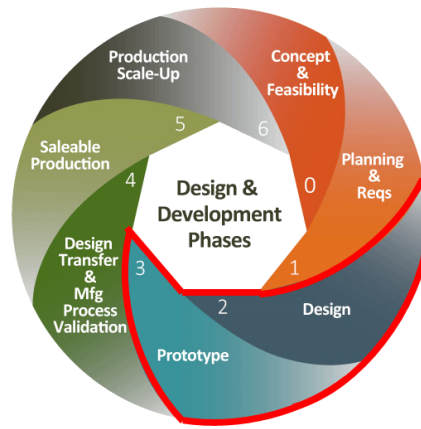 Production
Scale-Up
Concept
&
Feasibility
Saleable
Production
Planning
&
Reqs
5
6
4
0
Design &
Development
Phases
Design
Transfer
&
Mfg
Process
Validation
3
1
2
Design
Prototype